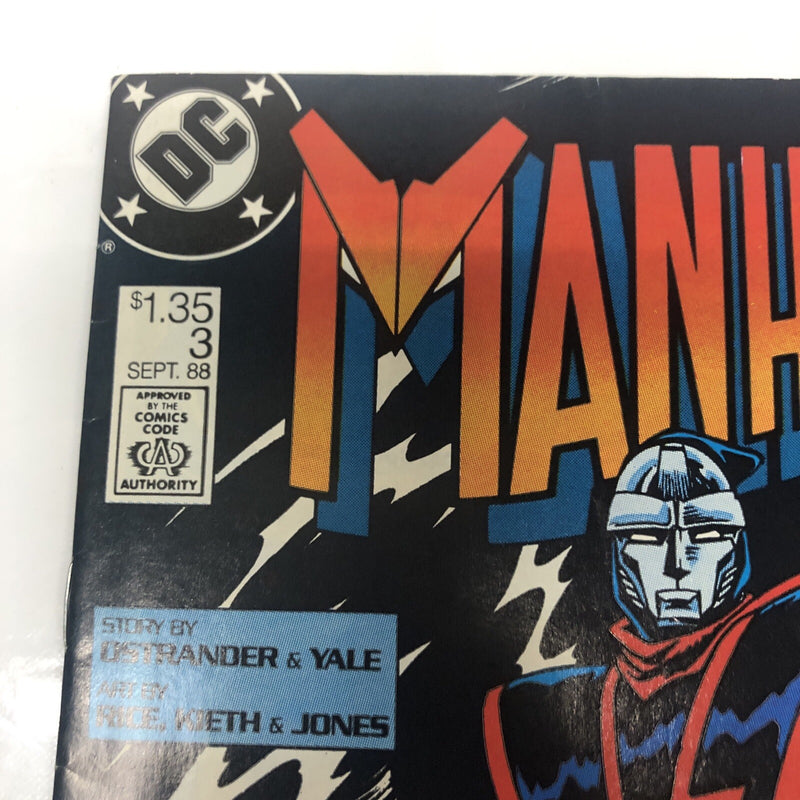 DC
®
MANH
$1.35
3
SEPT. 88
APPROVED
BY THE
COMICS
CODE
CA
AUTHORITY
STORY BY
OSTRANDER & YALE
ART BY
RICE, KIETH & JONES